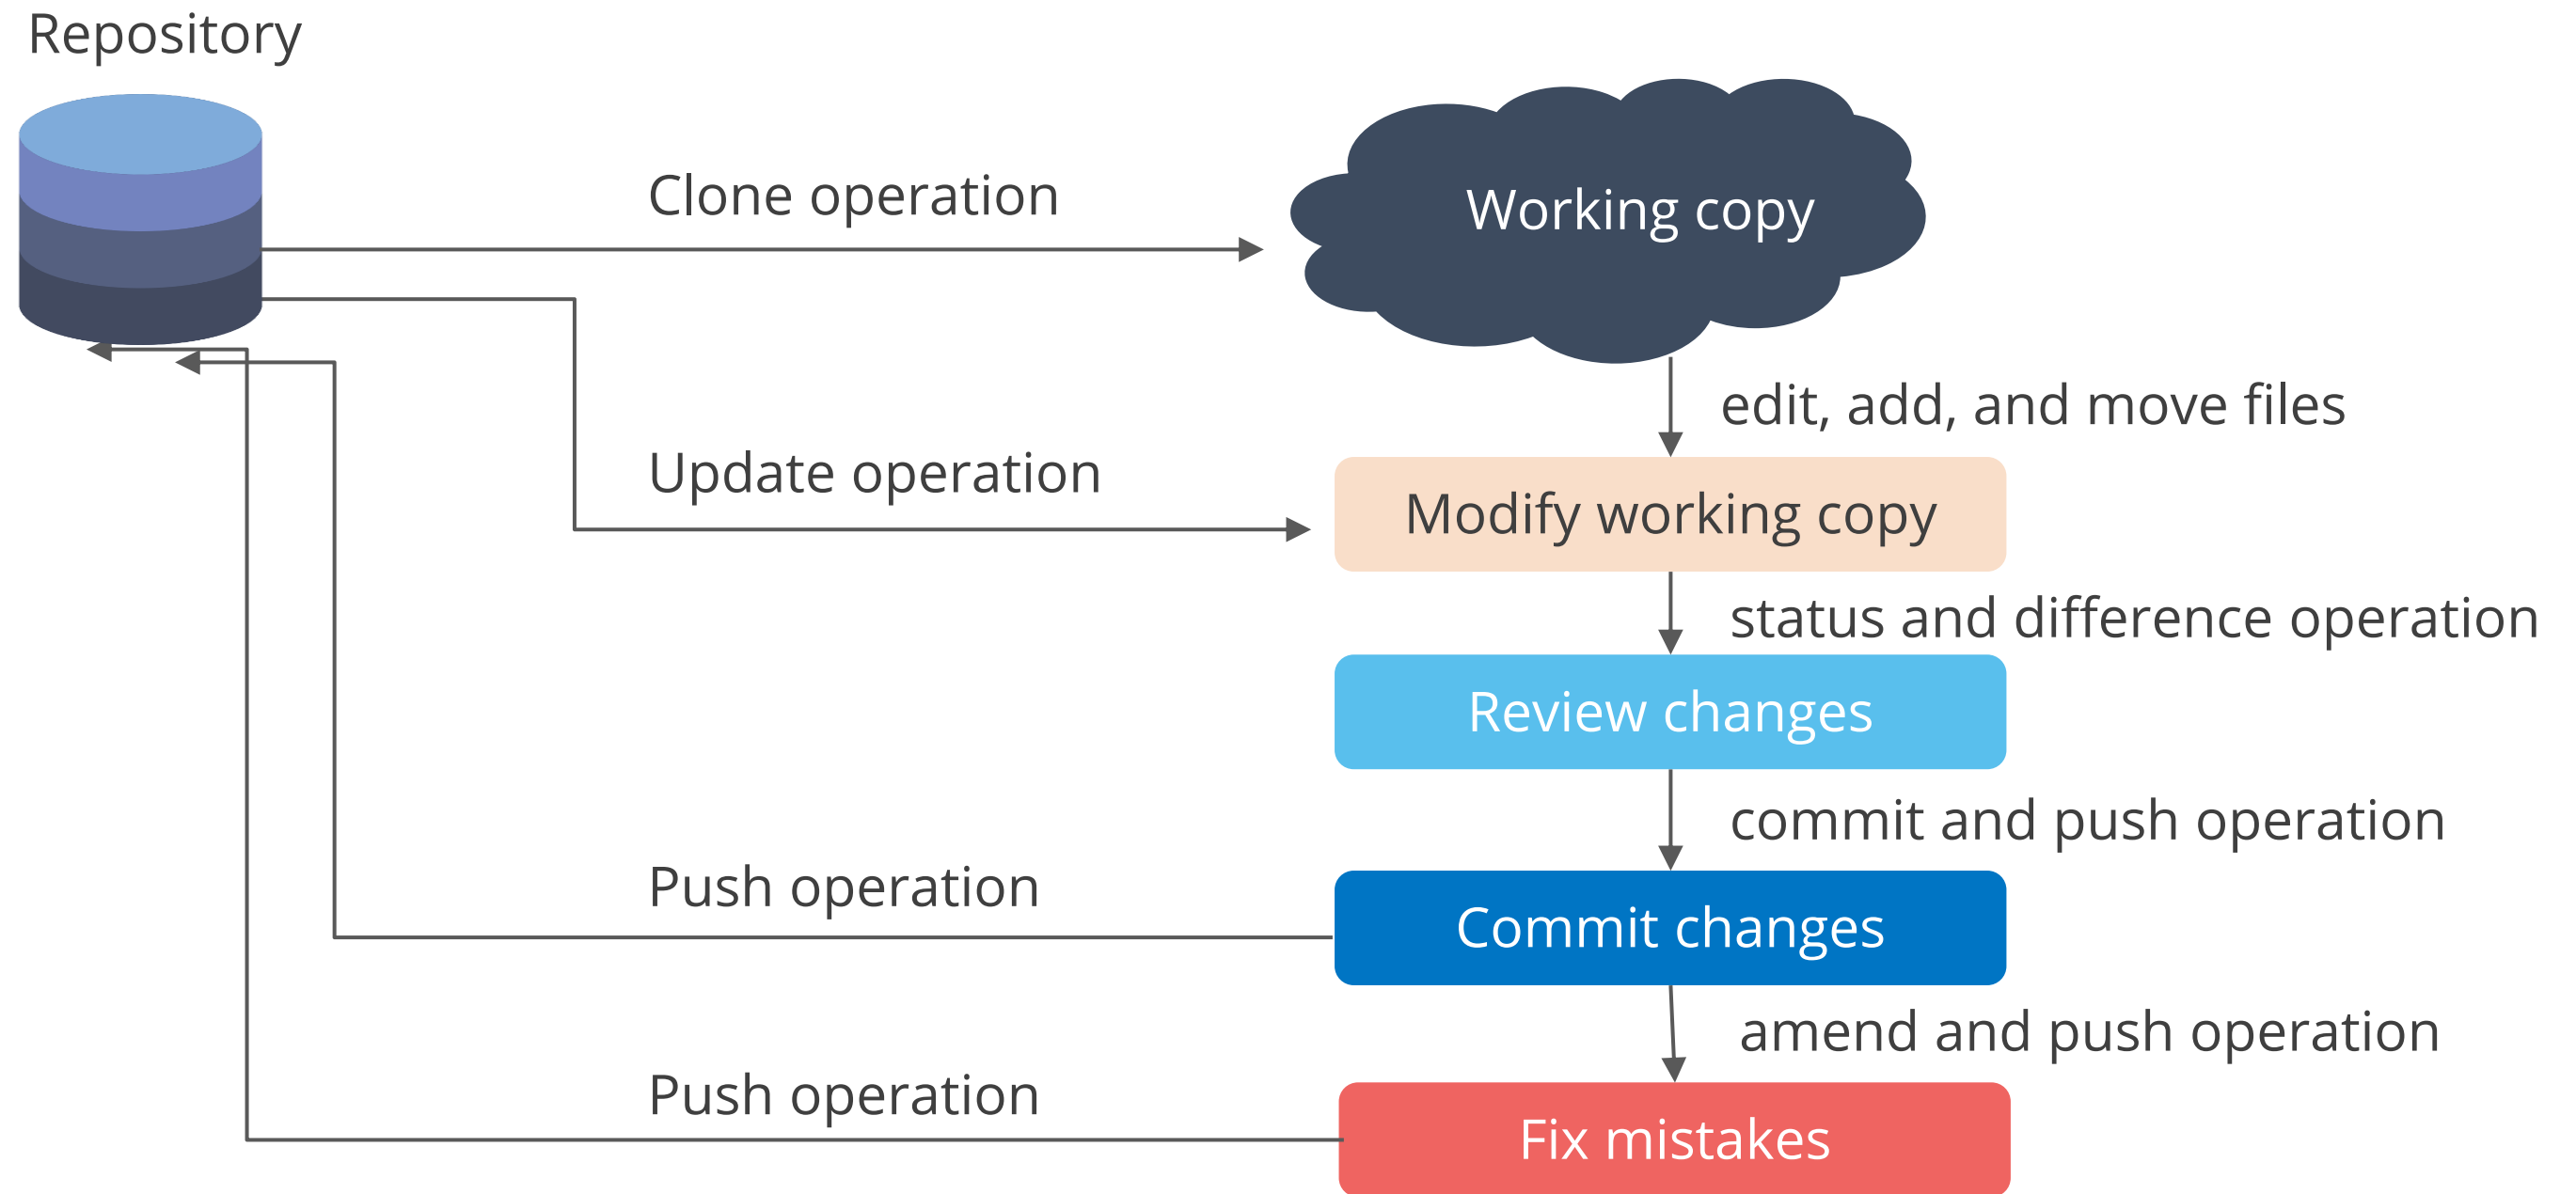 Repository
Clone operation
Working copy
edit, add, and move files
Update operation
Modify working copy
status and difference operation
Review changes
commit and push operation
Push operation
Commit changes
amend and push operation
Push operation
Fix mistakes